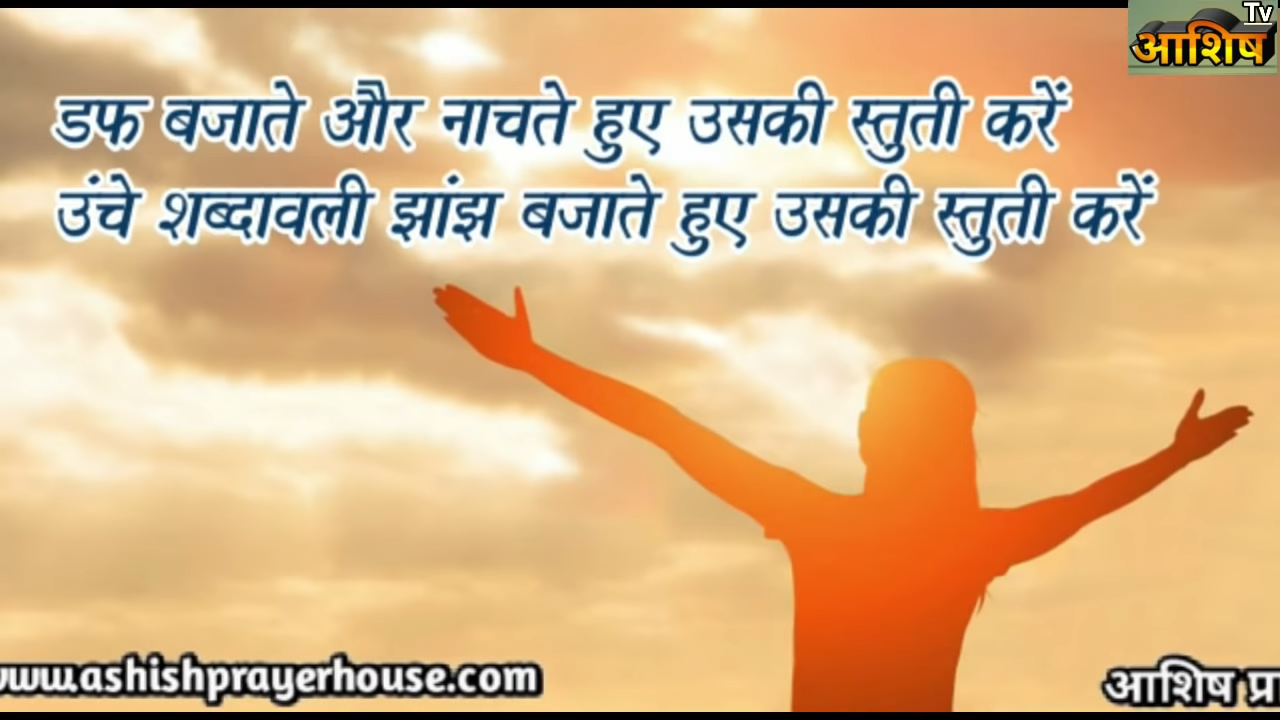 Tv
आशिष
डफ बजाते और नाचते हुए उसकी स्तुती करें
उंचे शब्दावली झांझ बजाते हुए उसकी स्तुती करें
www.ashishprayerhouse.com
आशिष